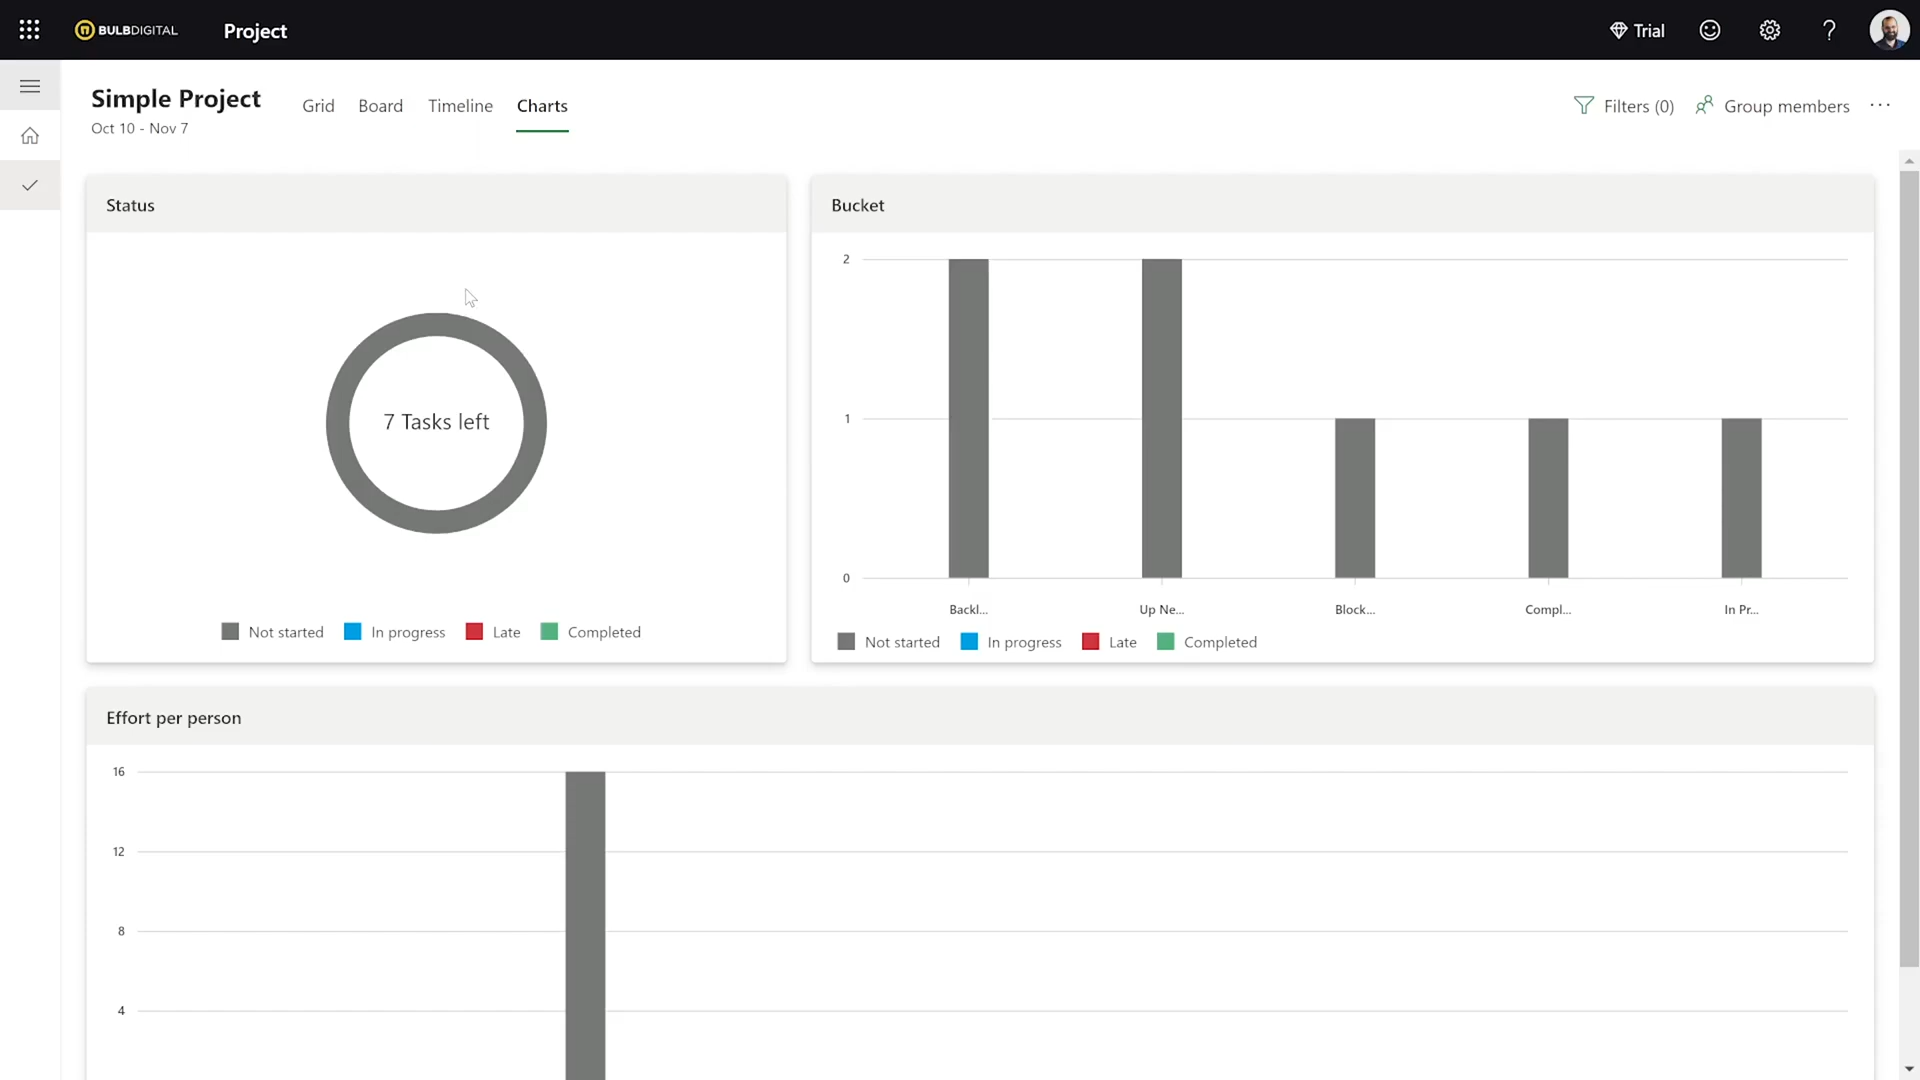 BULBDIGITAL
Project
Trial
Simple Project
Oct 10 - Nov 7
Grid
Board
Timeline
Charts
Filters (0)
Group members
Status
7 Tasks left
Not started
In progress
Late
Completed
Bucket
2
1
0
Backl...
Up Ne...
Block...
Compl...
In Pr...
Not started
In progress
Late
Completed
Effort per person
16
12
8
4